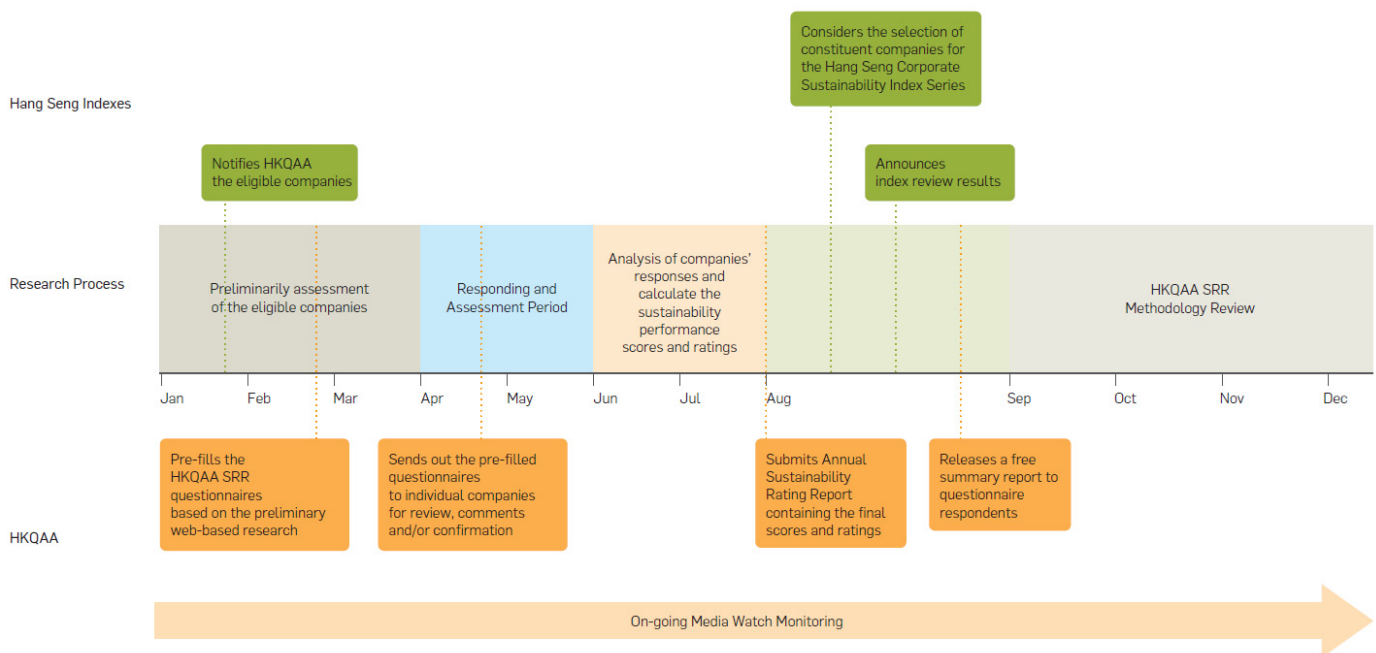 Considers the selection of
constituent companies for
the Hang Seng Corporate
Sustainability Index Series
Hang Seng Indexes
Notifies HKQAA
the eligible companies
Announces
index review results
Research Process
Preliminarily assessment
of the eligible companies
Responding and
Assessment Period
Analysis of companies’
responses and
calculate the
sustainability
performance
scores and ratings
HKQAA SRR
Methodology Review
Jan
Feb
Mar
Apr
May
Jun
Jul
Aug
Sep
Oct
Nov
Dec
Pre-fills the
HKQAA SRR
questionnaires
based on the preliminary
web-based research
Sends out the pre-filled
questionnaires
to individual companies
for review, comments
and/or confirmation
Submits Annual
Sustainability
Rating Report
containing the final
scores and ratings
Releases a free
summary report to
questionnaire
respondents
HKQAA
On-going Media Watch Monitoring